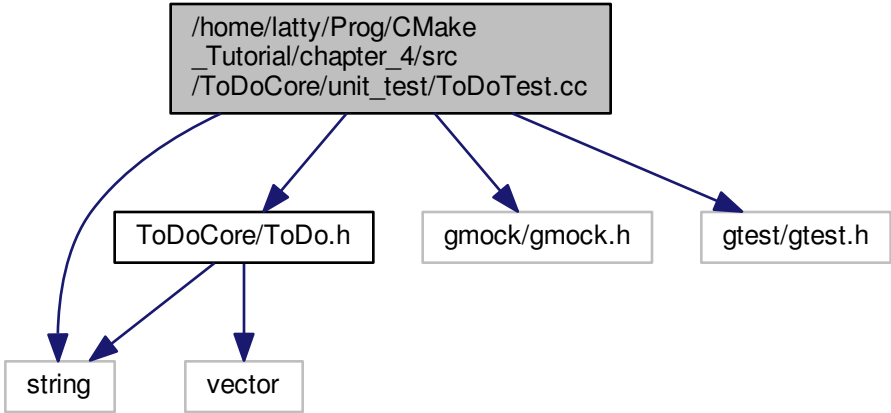 /home/latty/Prog/CMake
_Tutorial/chapter_4/src
/ToDoCore/unit_test/ToDoTest.cc
ToDoCore/ToDo.h
gmock/gmock.h
gtest/gtest.h
string
vector